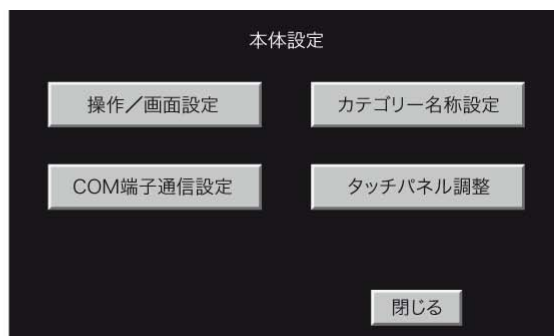 本体設定
操作／画面設定
カテゴリー名称設定
COM端子通信設定
タッチパネル調整
閉じる